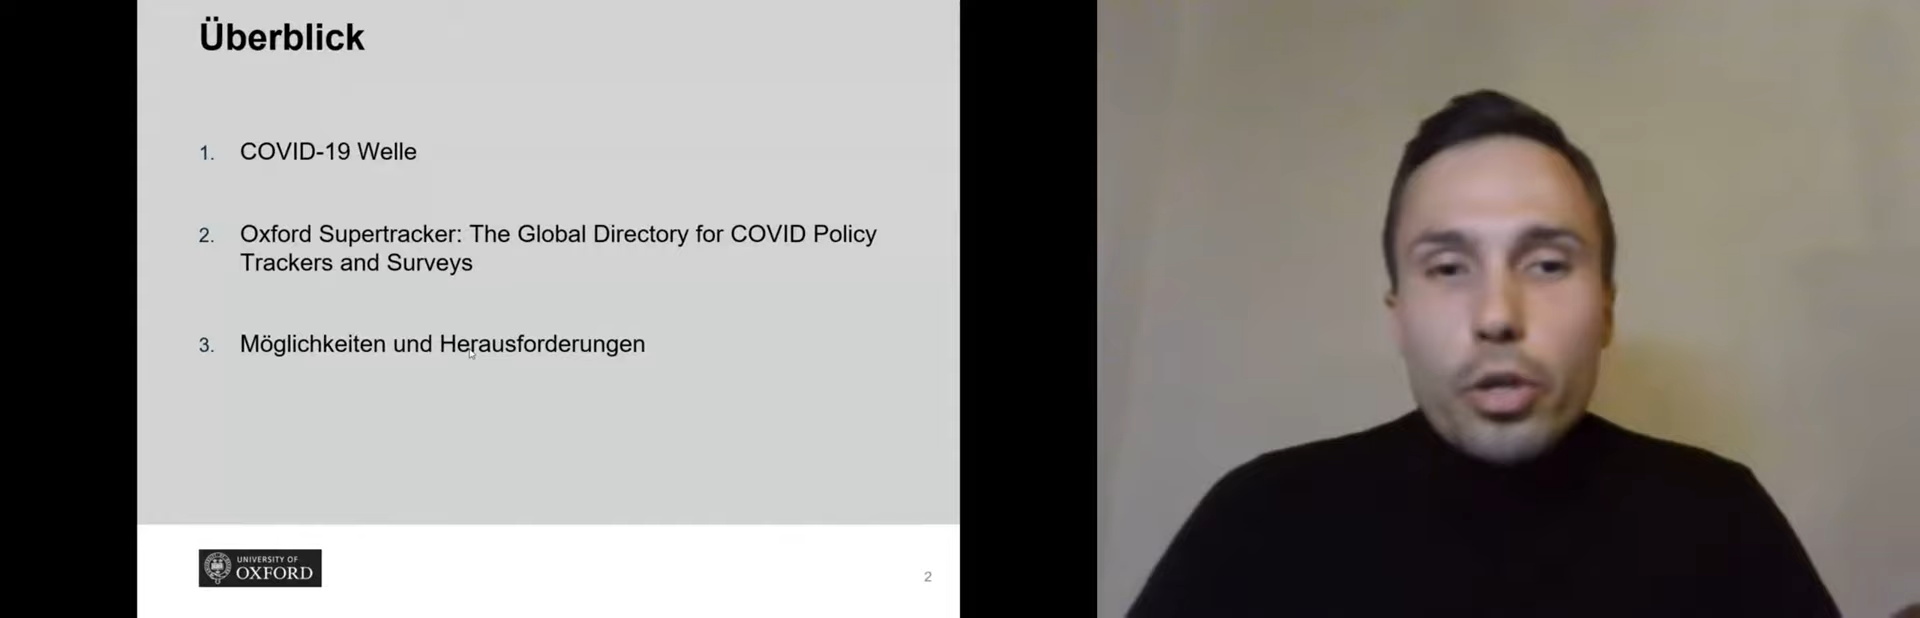 Überblick
1. COVID-19 Welle
2. Oxford Supertracker: The Global Directory for COVID Policy
Trackers and Surveys
3. Möglichkeiten und Herausforderungen
UNIVERSITY OF
OXFORD
2